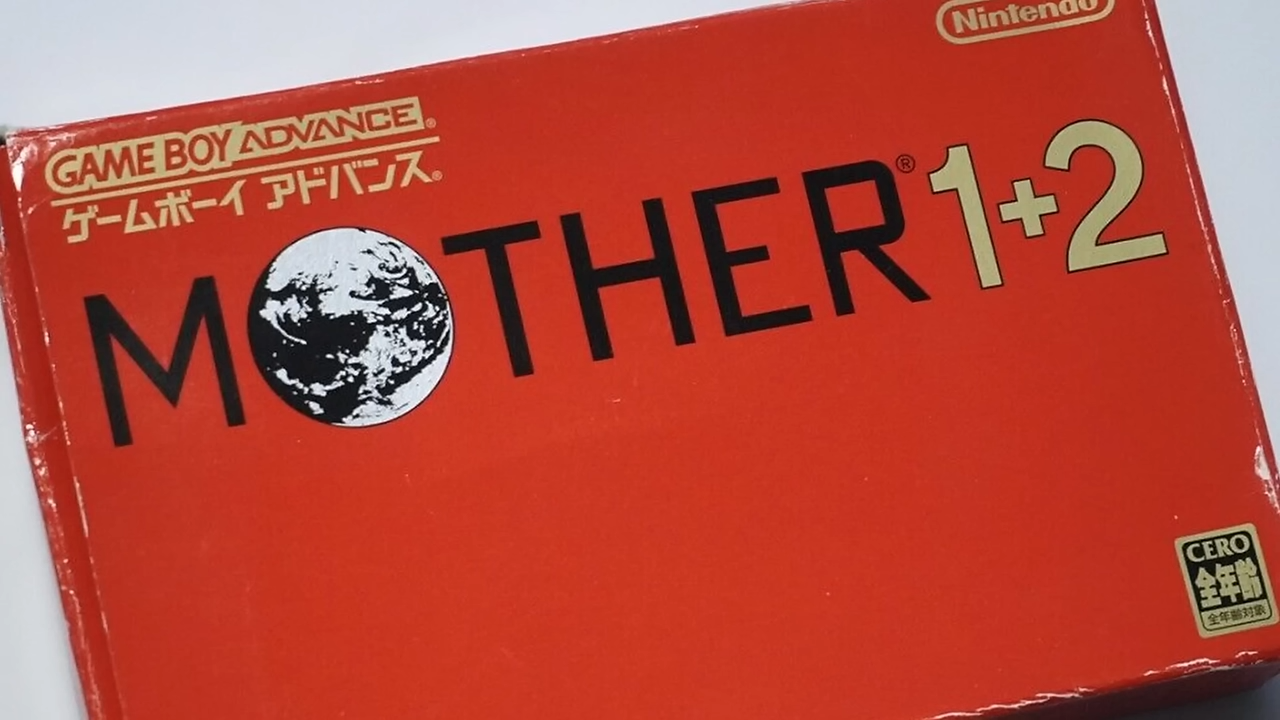 Nintendo
GAME BOY ADVANCE®
ゲームボーイ アドバンス®
MOTHER® 1+2
CERO
全年齢
全年齢対象